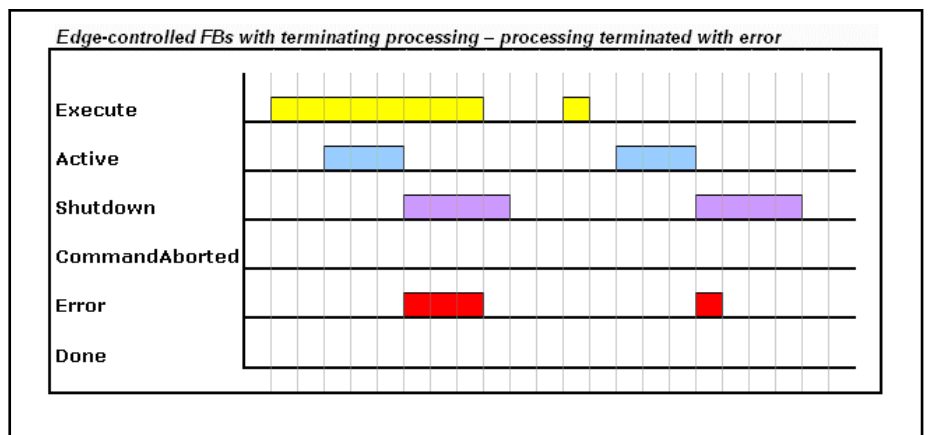 Edge-controlled FBs with terminating processing – processing terminated with error
Execute
Active
Shutdown
CommandAborted
Error
Done